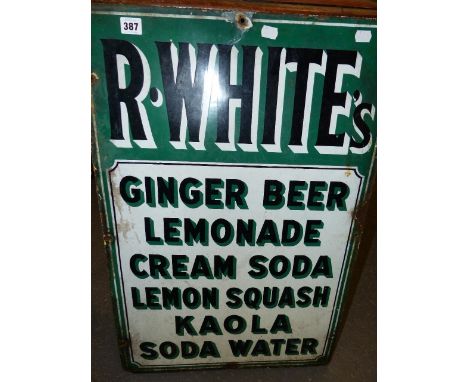 387
R·WHITE's
GINGER BEER
LEMONADE
CREAM SODA
LEMON SQUASH
KAOLA
SODA WATER